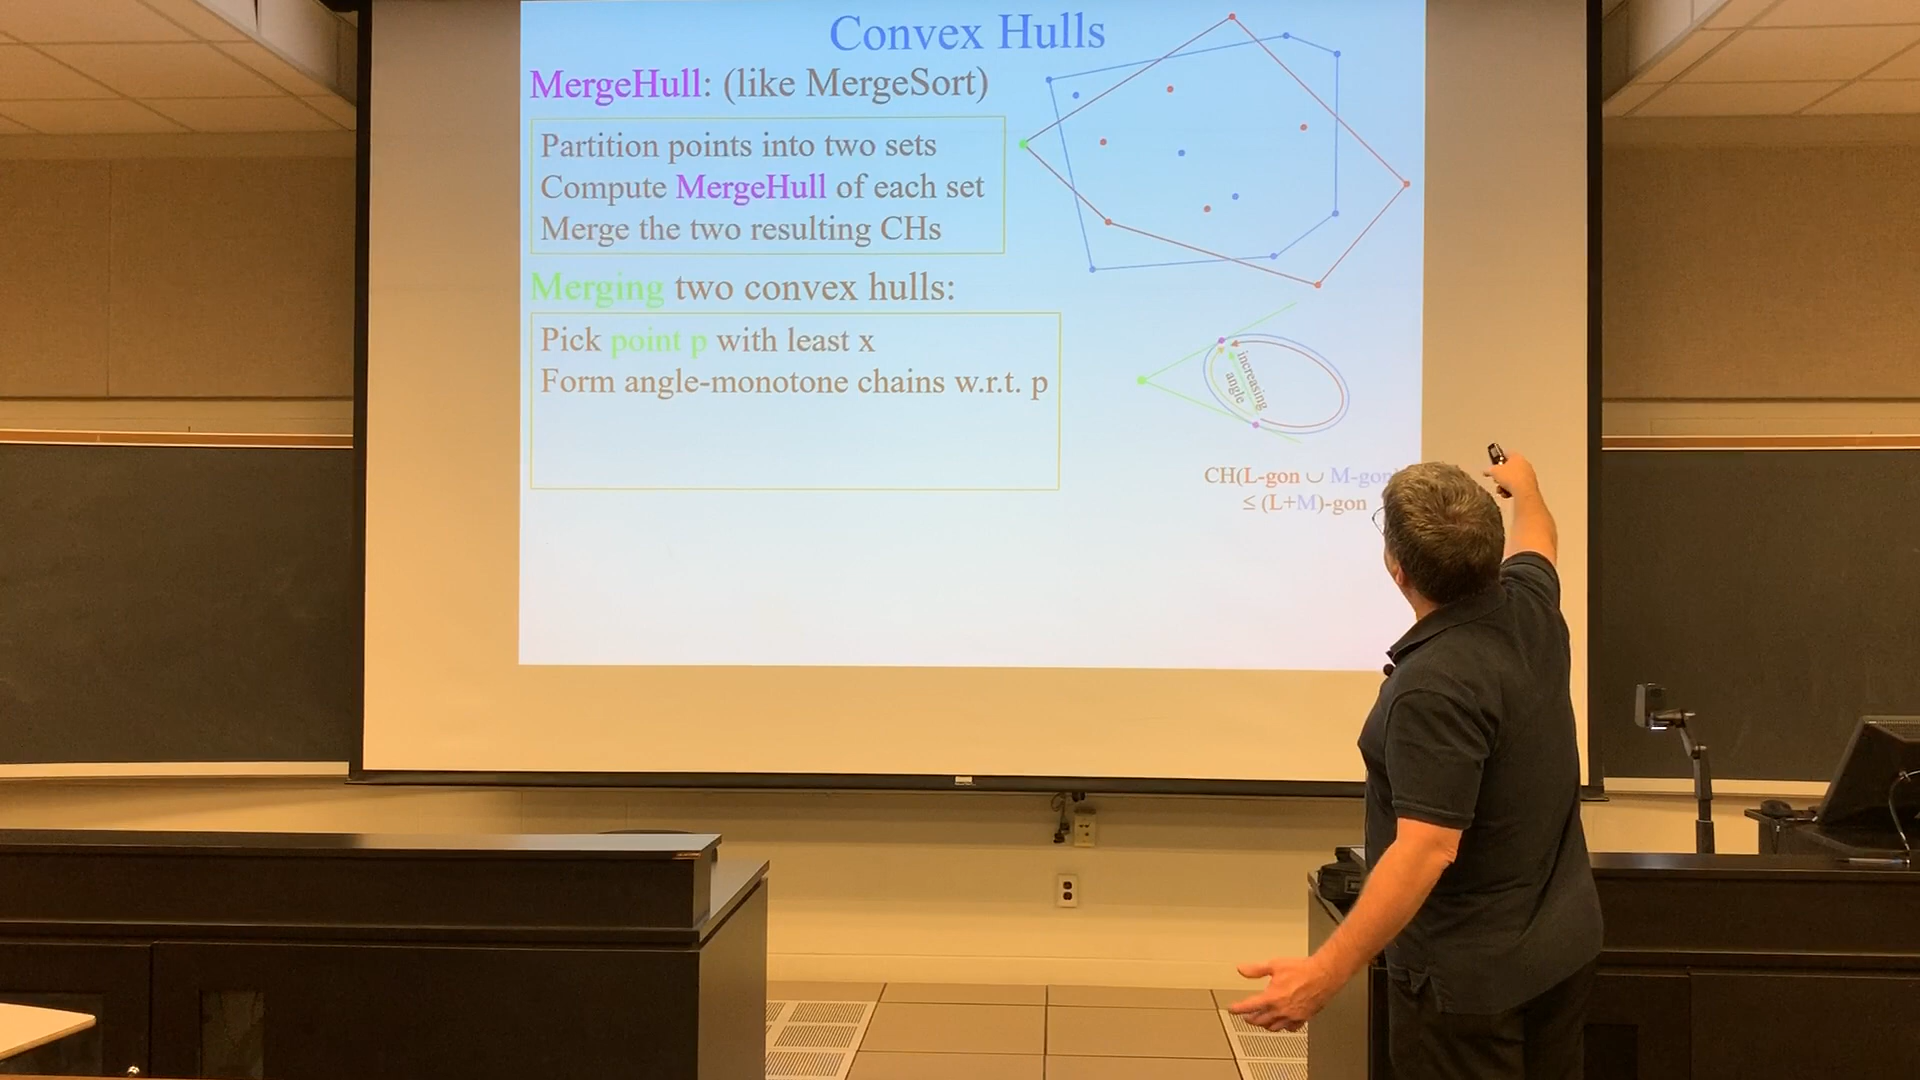 Convex Hulls
MergeHull: (like MergeSort)
Partition points into two sets
Compute MergeHull of each set
Merge the two resulting CHs
Merging two convex hulls:
Pick point p with least x
Form angle-monotone chains w.r.t. p
increasing
angle
CH(L-gon ∪ M-gon
≤ (L+M)-gon